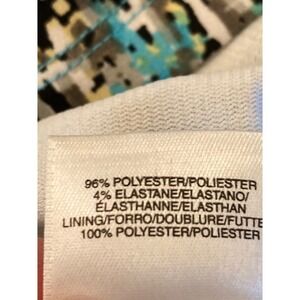 96% POLYESTER/POLIESTER
4% ELASTANE/ELASTANO/
ÉLASTHANNE/ELASTHAN
LINING/FORRO/DOUBLURE/FUTTE
100% POLYESTER/POLIESTER